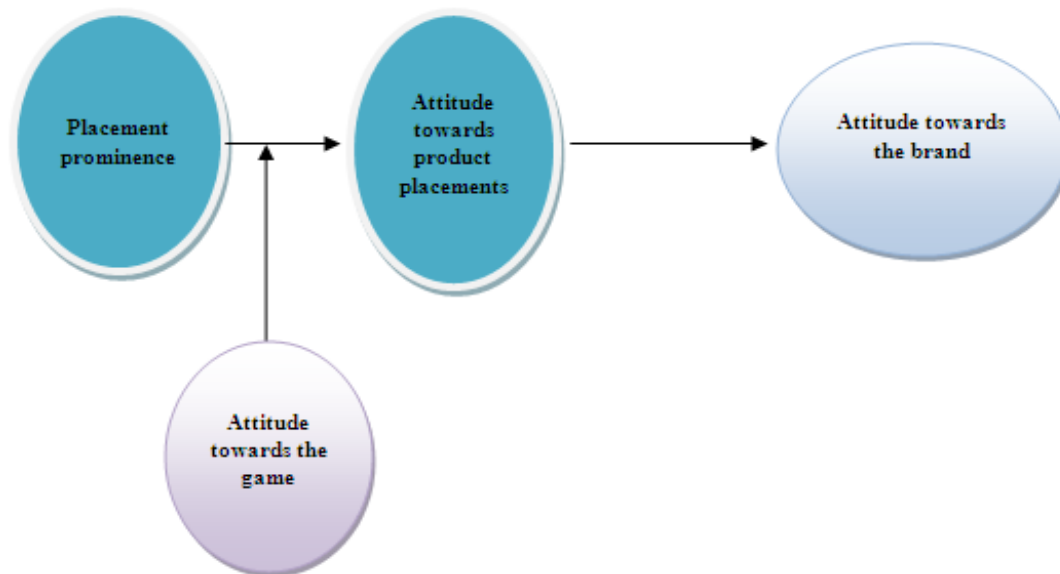 Placement
prominence
Attitude
towards
product
placements
Attitude towards
the brand
Attitude
towards the
game